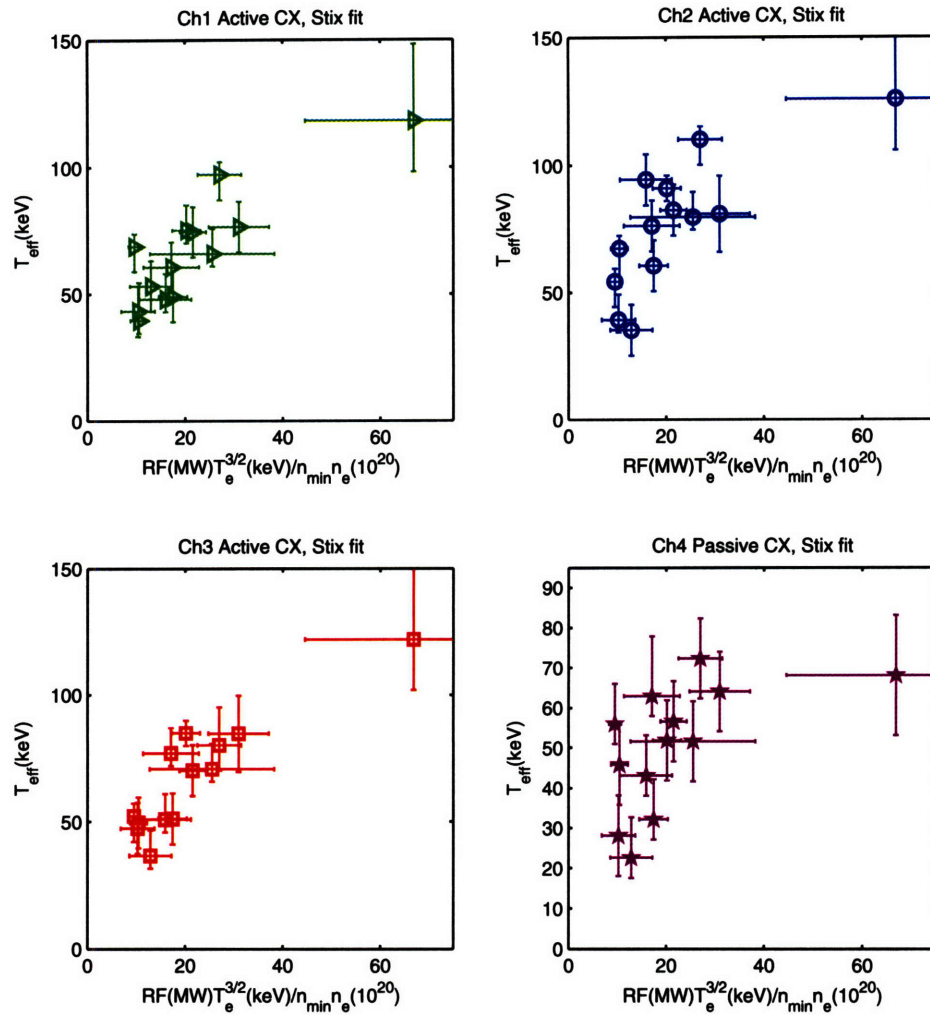 Ch1 Active CX, Stix fit
150
100
50
0
T_eff(keV)
0 20 40 60
RF(MW)T_e^3/2(keV)/n_min n_e(10^20)
Ch2 Active CX, Stix fit
150
100
50
0
T_eff(keV)
0 20 40 60
RF(MW)T_e^3/2(keV)/n_min n_e(10^20)
Ch3 Active CX, Stix fit
150
100
50
0
T_eff(keV)
0 20 40 60
RF(MW)T_e^3/2(keV)/n_min n_e(10^20)
Ch4 Passive CX, Stix fit
90
80
70
60
50
40
30
20
10
0
T_eff(keV)
0 20 40 60
RF(MW)T_e^3/2(keV)/n_min n_e(10^20)